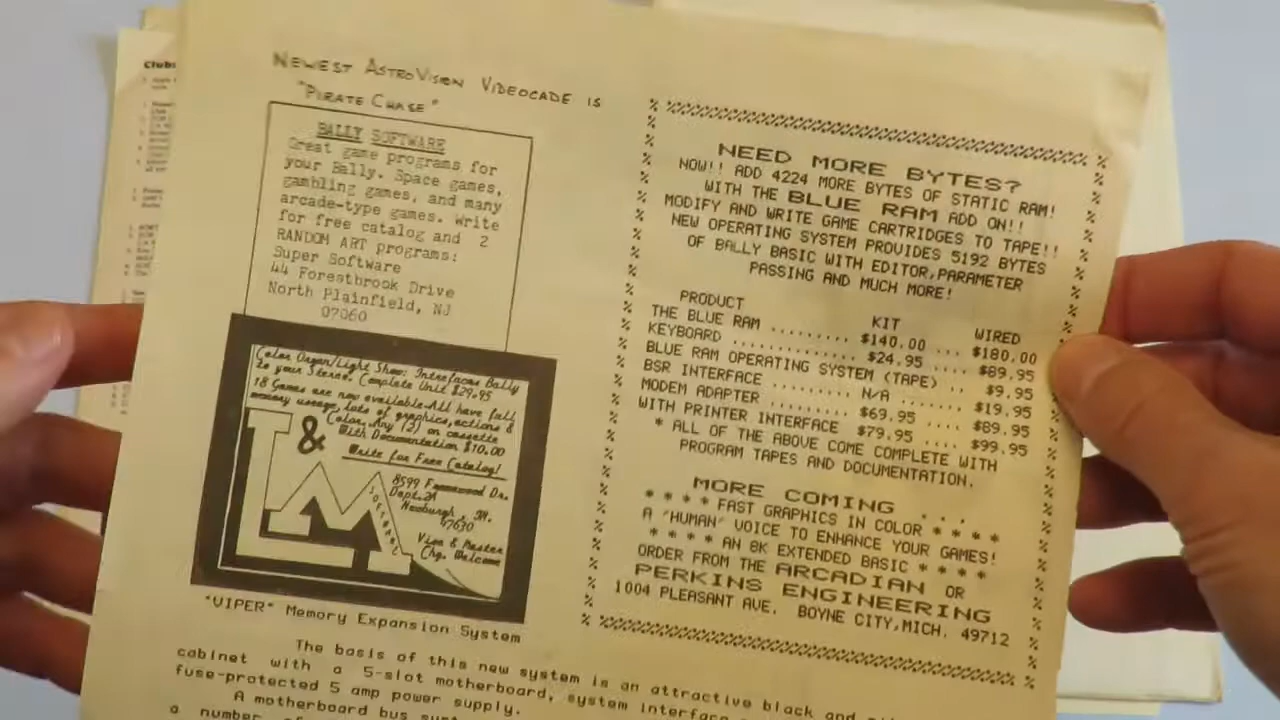 Clubs
NEWEST ASTROVISION VIDEOCADE IS
"PIRATE CHASE"
BALLY SOFTWARE
Great game programs for
your Bally. Space games,
gambling games, and many
arcade-type games. Write
for free catalog and 2
RANDOM ART programs:
Super Software
44 Forestbrook Drive
North Plainfield, NJ
07060
Color Organ/Light Show: Interfaces Bally
to your Stereo. Complete Unit $29.95
18 Games are now available-All have full
memory usage, lots of graphics, actions &
Color. Any (2) on cassette
With Documentation $10.00
Write for Free Catalog!
L & M
SOFTWARE
8599 Dr.
Dept. 2A
Newburgh, IN.
47630
Visa & Master
Chg. Welcome
"VIPER" Memory Expansion System
The basis of this new system is an attractive black and
cabinet with a 5-slot motherboard, system interface
fuse-protected 5 amp power supply.
A motherboard bus
a number of
NEED MORE BYTES?
NOW!! ADD 4224 MORE BYTES OF STATIC RAM!
WITH THE BLUE RAM ADD ON!!
MODIFY AND WRITE GAME CARTRIDGES TO TAPE!!
NEW OPERATING SYSTEM PROVIDES 5192 BYTES
OF BALLY BASIC WITH EDITOR,PARAMETER
PASSING AND MUCH MORE!
PRODUCT KIT WIRED
THE BLUE RAM ........ $140.00 .... $180.00
KEYBOARD .............. $24.95 .... $89.95
BLUE RAM OPERATING SYSTEM (TAPE) .. $9.95
BSR INTERFACE ........ N/A ....... $19.95
MODEM ADAPTER ......... $69.95 .... $89.95
WITH PRINTER INTERFACE $79.95 .... $99.95
* ALL OF THE ABOVE COME COMPLETE WITH
PROGRAM TAPES AND DOCUMENTATION.
MORE COMING . . .
* * * * FAST GRAPHICS IN COLOR * * * *
A "HUMAN" VOICE TO ENHANCE YOUR GAMES!
* * * * AN 8K EXTENDED BASIC * * * *
ORDER FROM THE ARCADIAN OR
PERKINS ENGINEERING
1004 PLEASANT AVE. BOYNE CITY,MICH. 49712